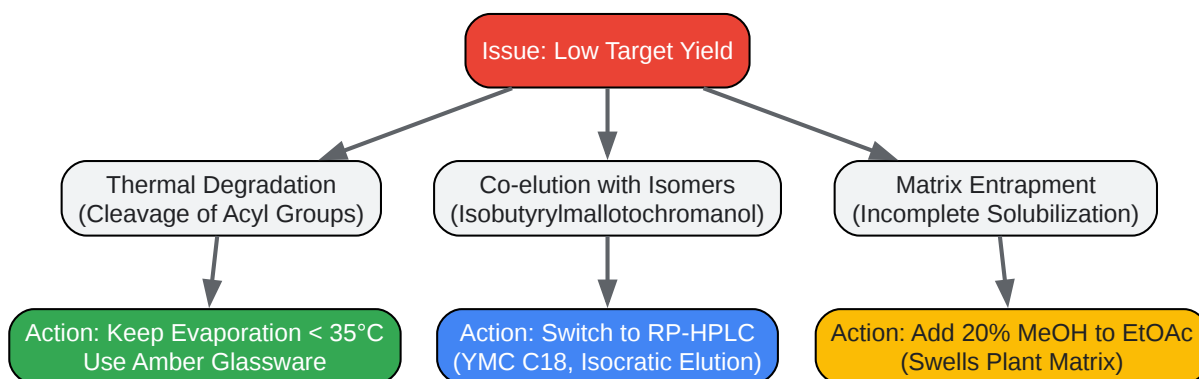 Issue: Low Target Yield
Thermal Degradation
(Cleavage of Acyl Groups)
Co-elution with Isomers
(Isobutyrylmallotochromanol)
Matrix Entrapment
(Incomplete Solubilization)
Action: Keep Evaporation < 35°C
Use Amber Glassware
Action: Switch to RP-HPLC
(YMC C18, Isocratic Elution)
Action: Add 20% MeOH to EtOAc
(Swells Plant Matrix)